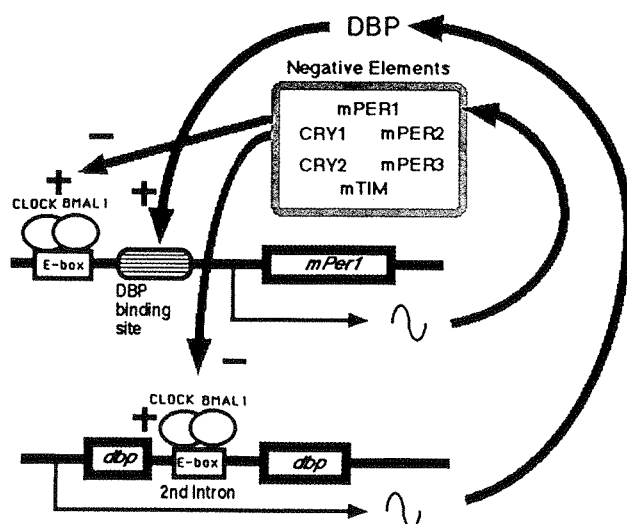 DBP
Negative Elements
mPER1
CRY1 mPER2
CRY2 mPER3
mTIM
−
+
+
CLOCK BMAL1
E-box
DBP
binding
site
mPer1
−
CLOCK BMAL1
+
dbp
E-box
dbp
2nd Intron